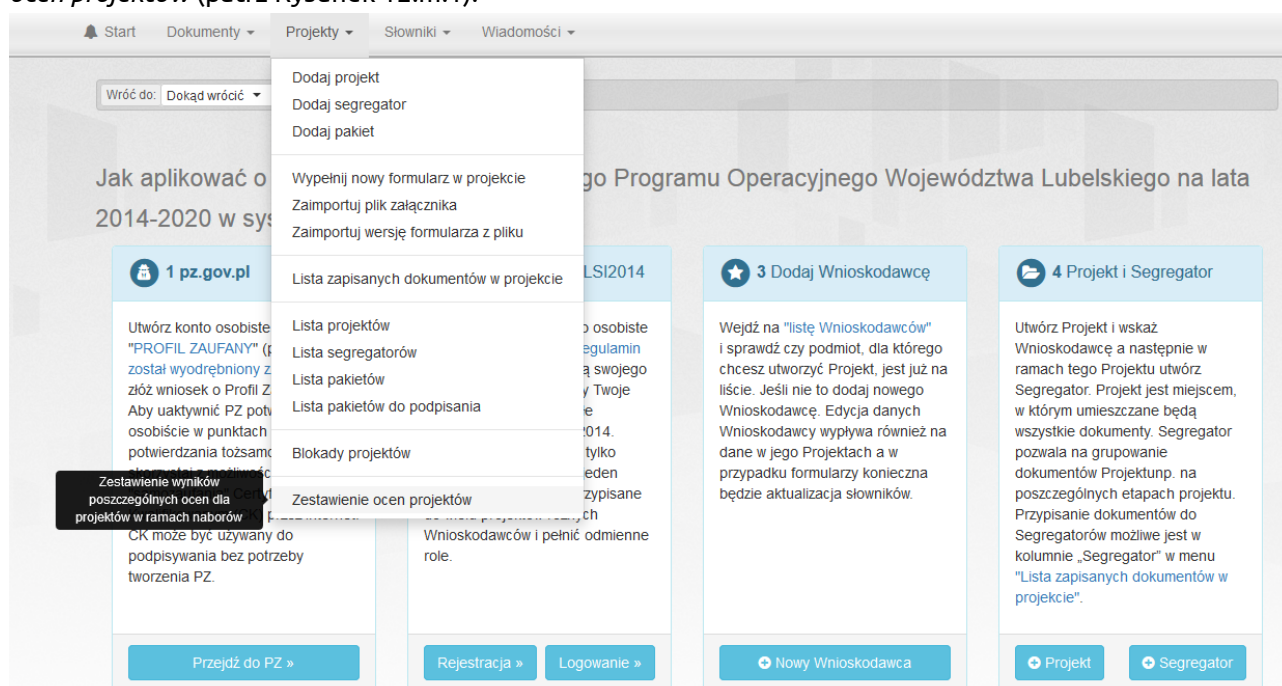 ocen projektów (patrz Rysunek
Start Dokumenty Projekty Słowniki Wiadomości
Wróć do: Dokąd wrócić
Dodaj projekt
Dodaj segregator
Dodaj pakiet
Wypełnij nowy formularz w projekcie
Zaimportuj plik załącznika
Zaimportuj wersję formularza z pliku
Lista zapisanych dokumentów w projekcie
Lista projektów
Lista segregatorów
Lista pakietów
Lista pakietów do podpisania
Blokady projektów
Zestawienie ocen projektów
Zestawienie wyników
poszczególnych ocen dla
projektów w ramach naborów
Jak aplikować o go Programu Operacyjnego Województwa Lubelskiego na lata
2014-2020 w sys
1 pz.gov.pl
Utwórz konto osobiste
"PROFIL ZAUFANY" (p
został wyodrębniony z
złóż wniosek o Profil Z
Aby uaktywnić PZ potw
osobiście w punktach
potwierdzania tożsamo
CK może być używany do
podpisywania bez potrzeby
tworzenia PZ.
Przejdź do PZ »
LSI2014
o osobiste
egulamin
ą swojego
y Twoje
2014.
tylko
eden
rzypisane
Wnioskodawców i pełnić odmienne
role.
Rejestracja » Logowanie »
3 Dodaj Wnioskodawcę
Wejdź na "listę Wnioskodawców"
i sprawdź czy podmiot, dla którego
chcesz utworzyć Projekt, jest już na
liście. Jeśli nie to dodaj nowego
Wnioskodawcę. Edycja danych
Wnioskodawcy wypływa również na
dane w jego Projektach a w
przypadku formularzy konieczna
będzie aktualizacja słowników.
Nowy Wnioskodawca
4 Projekt i Segregator
Utwórz Projekt i wskaż
Wnioskodawcę a następnie w
ramach tego Projektu utwórz
Segregator. Projekt jest miejscem,
w którym umieszczane będą
wszystkie dokumenty. Segregator
pozwala na grupowanie
dokumentów Projektunp. na
poszczególnych etapach projektu.
Przypisanie dokumentów do
Segregatorów możliwe jest w
kolumnie „Segregator" w menu
"Lista zapisanych dokumentów w
projekcie".
Projekt Segregator